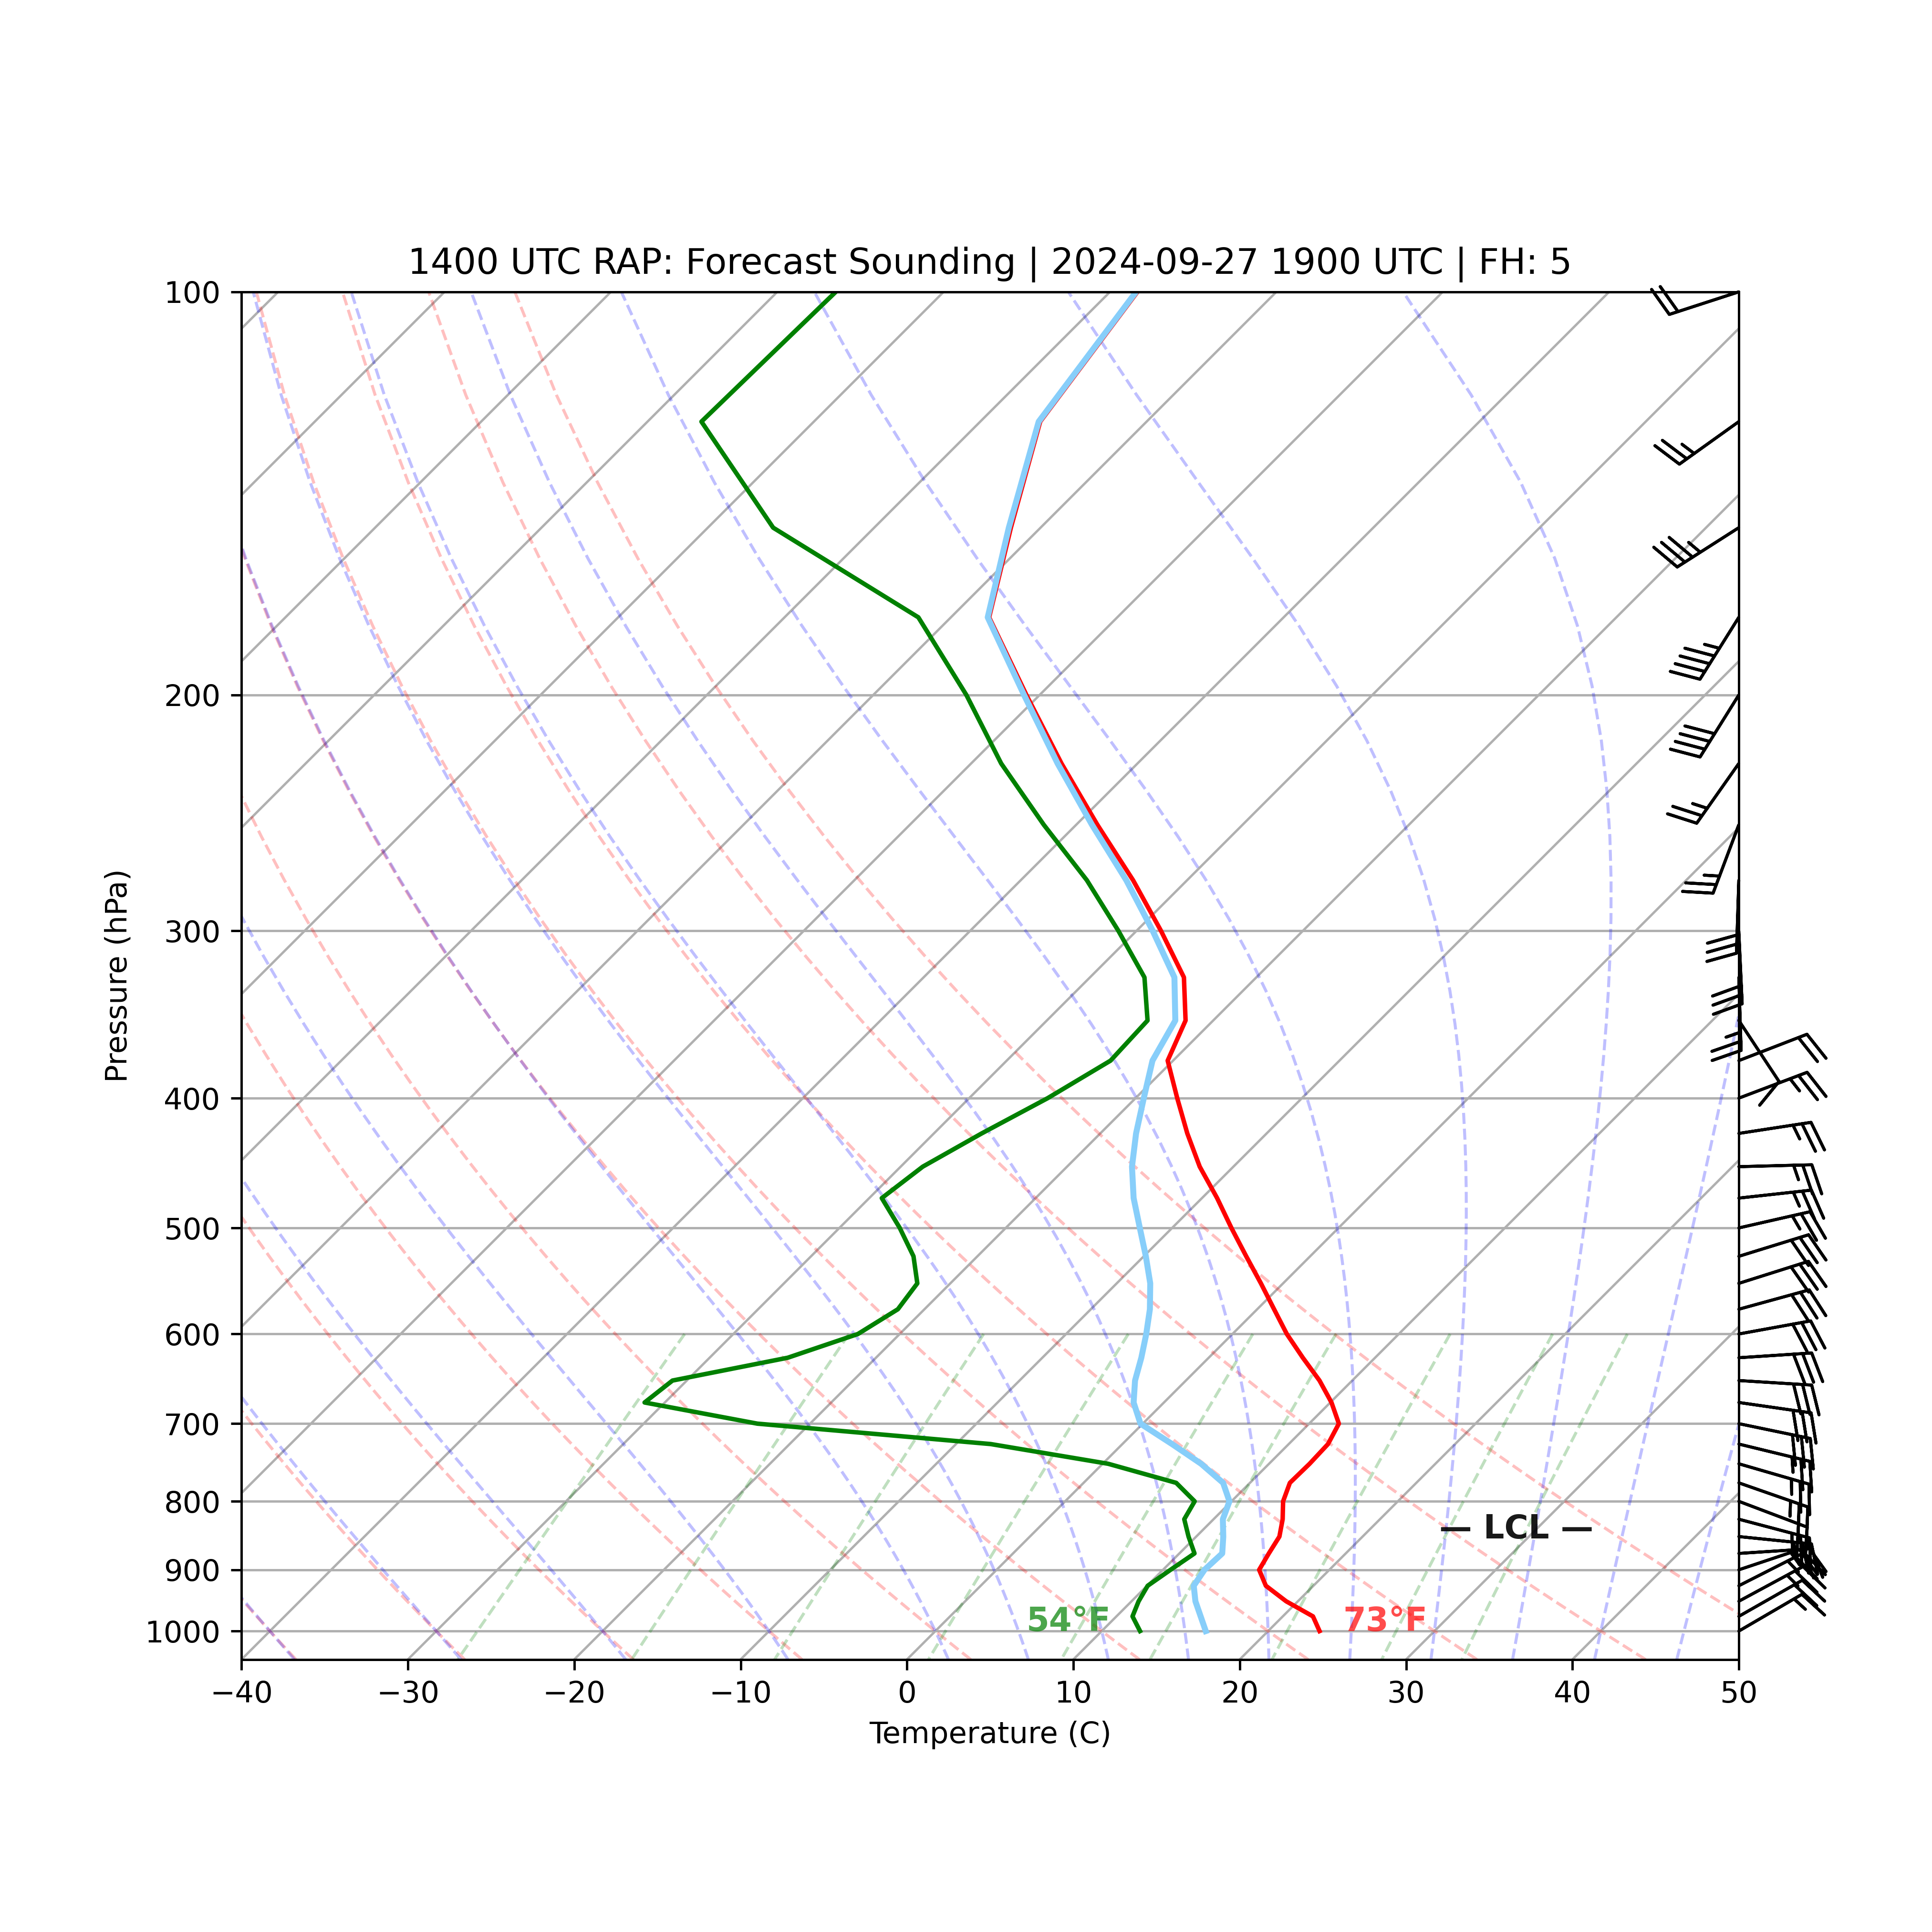 1400 UTC RAP: Forecast Sounding | 2024-09-27 1900 UTC | FH: 5
100
200
300
400
500
600
700
800
900
1000
Pressure (hPa)
— LCL —
54°F
73°F
−40 −30 −20 −10 0 10 20 30 40 50
Temperature (C)